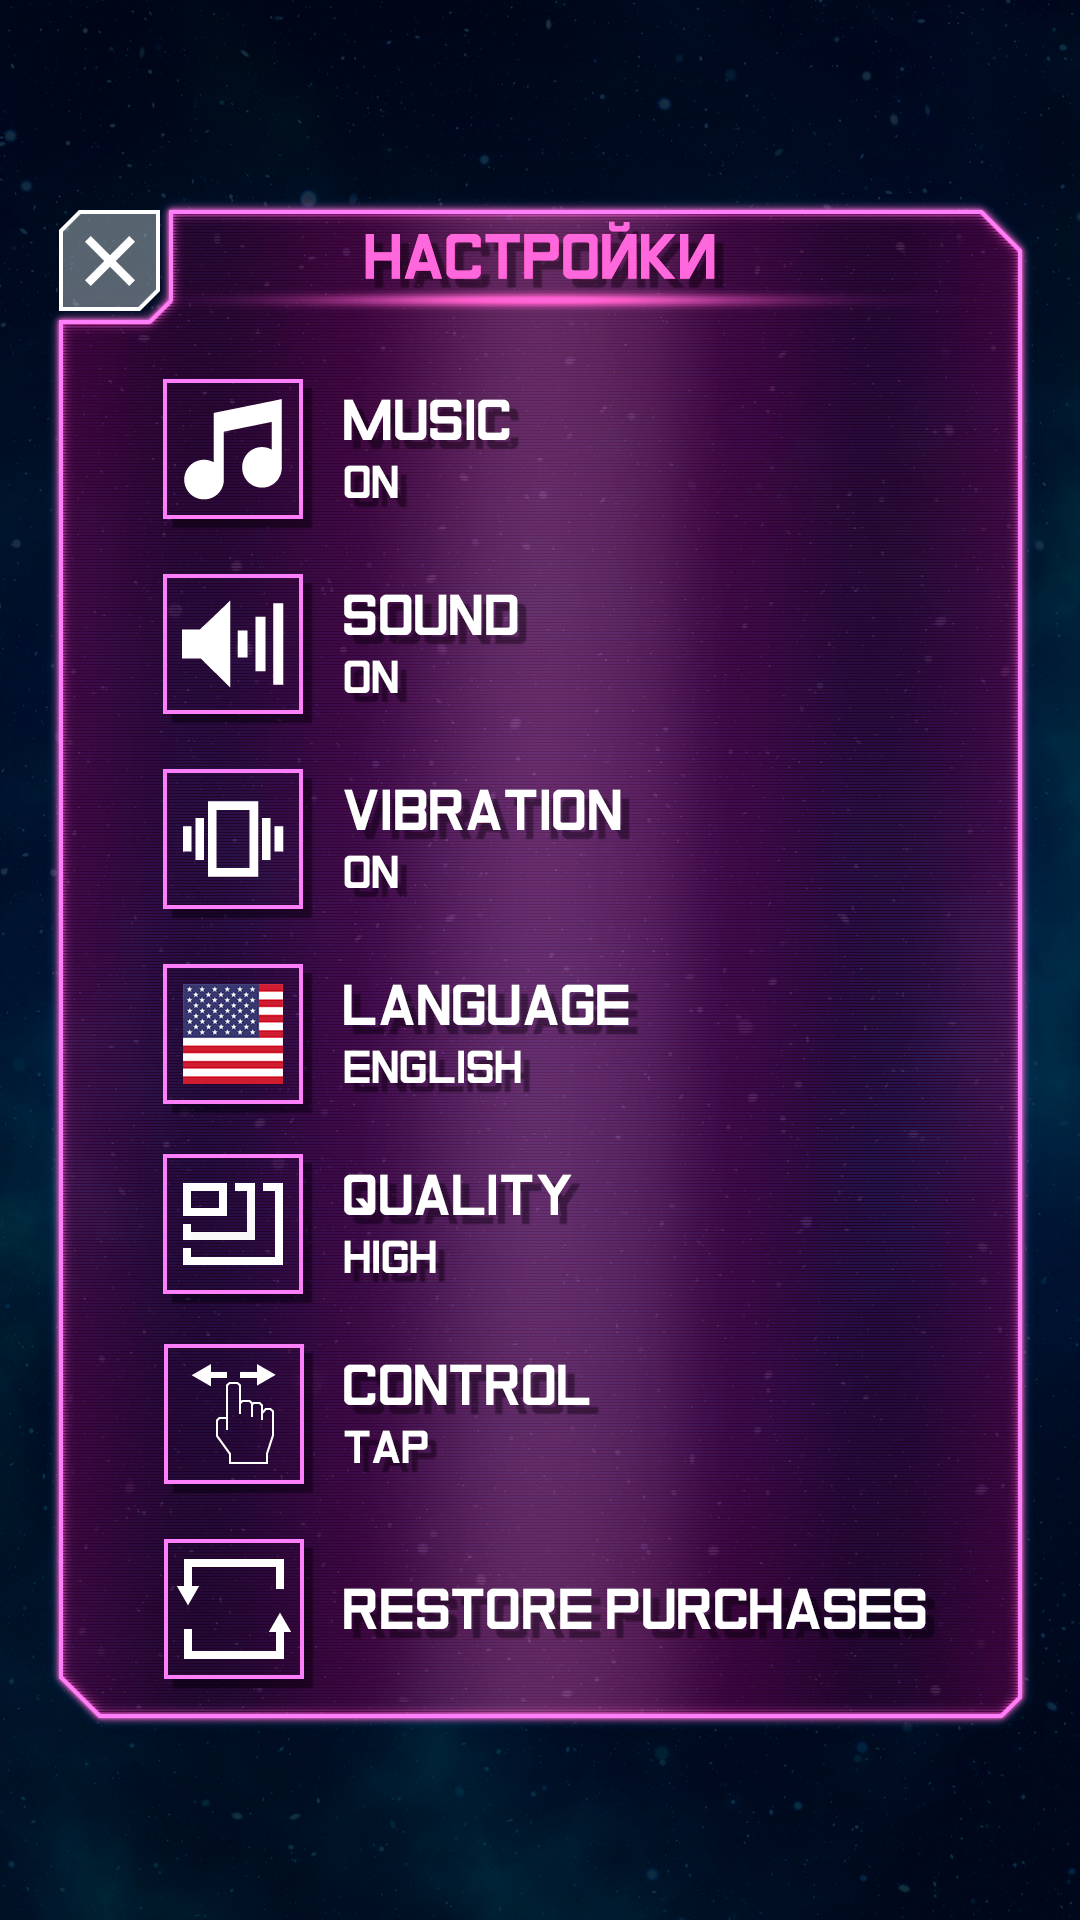 НАСТРОЙКИ
MUSIC
ON
SOUND
ON
VIBRATION
ON
LANGUAGE
ENGLISH
QUALITY
HIGH
CONTROL
TAP
RESTORE PURCHASES